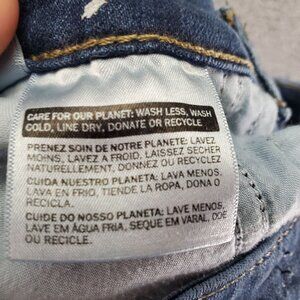 CARE FOR OUR PLANET: WASH LESS, WASH
COLD, LINE DRY, DONATE OR RECYCLE
PRENEZ SOIN DE NOTRE PLANETE: LAVEZ
MOINS, LAVEZ A FROID, LAISSEZ SECHER
NATURELLEMENT, DONNEZ OU RECYCLEZ
CUIDA NUESTRO PLANETA: LAVA MENOS,
LAVA EN FRIO, TIENDE LA ROPA, DONA O
RECICLA.
CUIDE DO NOSSO PLANETA: LAVE MENOS,
LAVE EM ÁGUA FRIA, SEQUE EM VARAL, DOE
OU RECICLE.